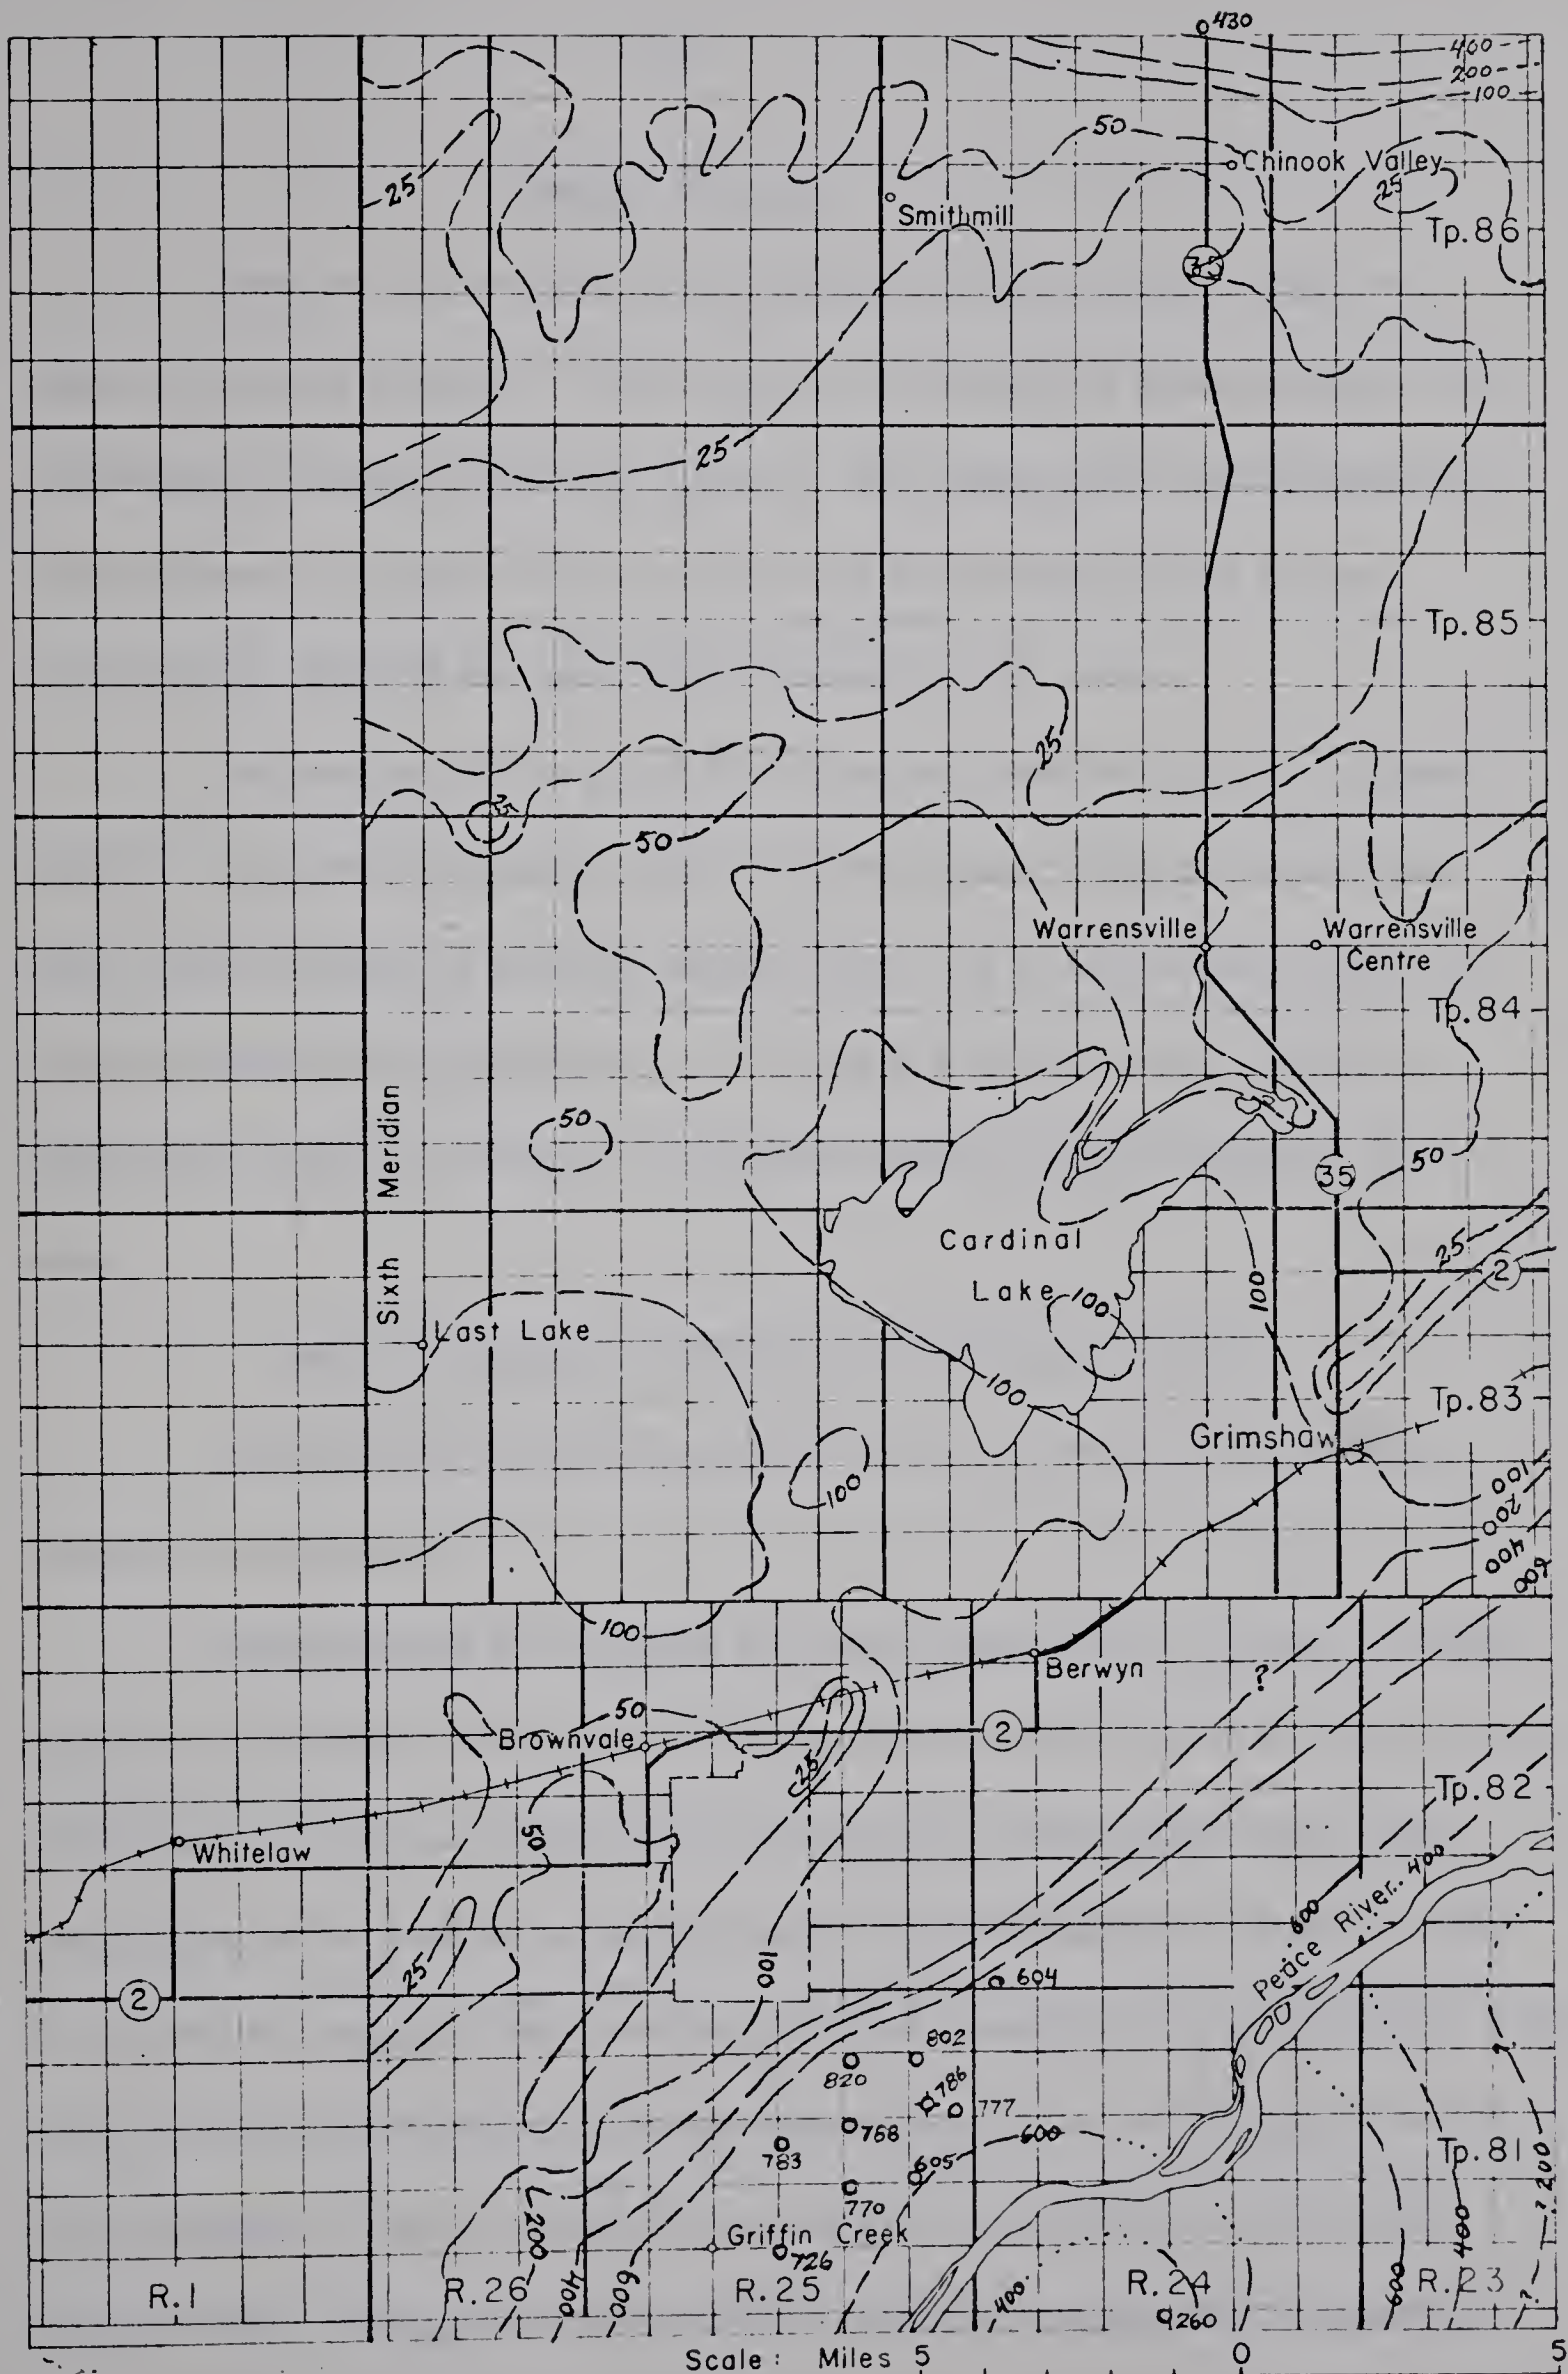 430
400
200
100
50
Chinook Valley
25
25
Smithmill
Tp. 86
35
25
Tp. 85
25
25
50
Warrensville
Warrensville
Centre
Tp. 84
50
Sixth Meridian
50
35
Cardinal
Lake
100
100
25
2
Last Lake
100
Tp. 83
Grimshaw
100
100
200
400
600
100
Berwyn
?
50
Brownvale
2
25
Tp. 82
50
Whitelaw
400
600
Peace River
25
100
2
604
802
820
786
777
?
768
600
783
605
Tp. 81
770
200
?
Griffin Creek
726
200
400
600
400
600
400
?
R. 1
R. 26
R. 25
R. 24
R. 23
260
Scale: Miles 5 0 5